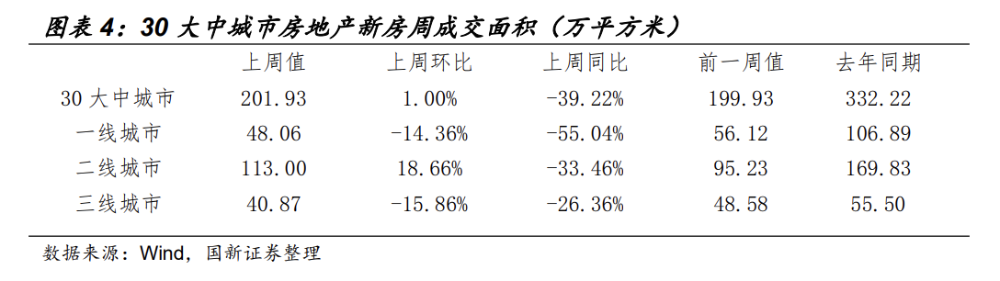 图表 4：30 大中城市房地产新房周成交面积（万平方米）
上周值 上周环比 上周同比 前一周值 去年同期
30 大中城市 201.93 1.00% -39.22% 199.93 332.22
一线城市 48.06 -14.36% -55.04% 56.12 106.89
二线城市 113.00 18.66% -33.46% 95.23 169.83
三线城市 40.87 -15.86% -26.36% 48.58 55.50
数据来源：Wind，国新证券整理